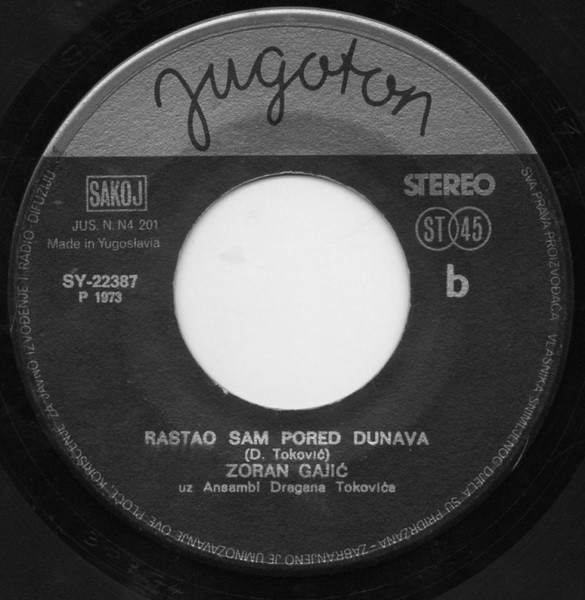 jugoton
SAKOJ
JUS. N. N4 201
Made in Yugoslavia
SY-22387
P 1973
STEREO
ST 45
b
RASTAO SAM PORED DUNAVA
(D. Toković)
ZORAN GAJIĆ
uz Ansambl Dragana Tokovića
SVA PRAVA PROIZVOĐAČA VLASNIKA SNIMLJENOG DJELA SU PRIDRŽANA - ZABRANJENO JE UMNOŽAVANJE OVE PLOČE, KORIŠĆENJE ZA JAVNO IZVOĐENJE I RADIO-DIFUZIJU